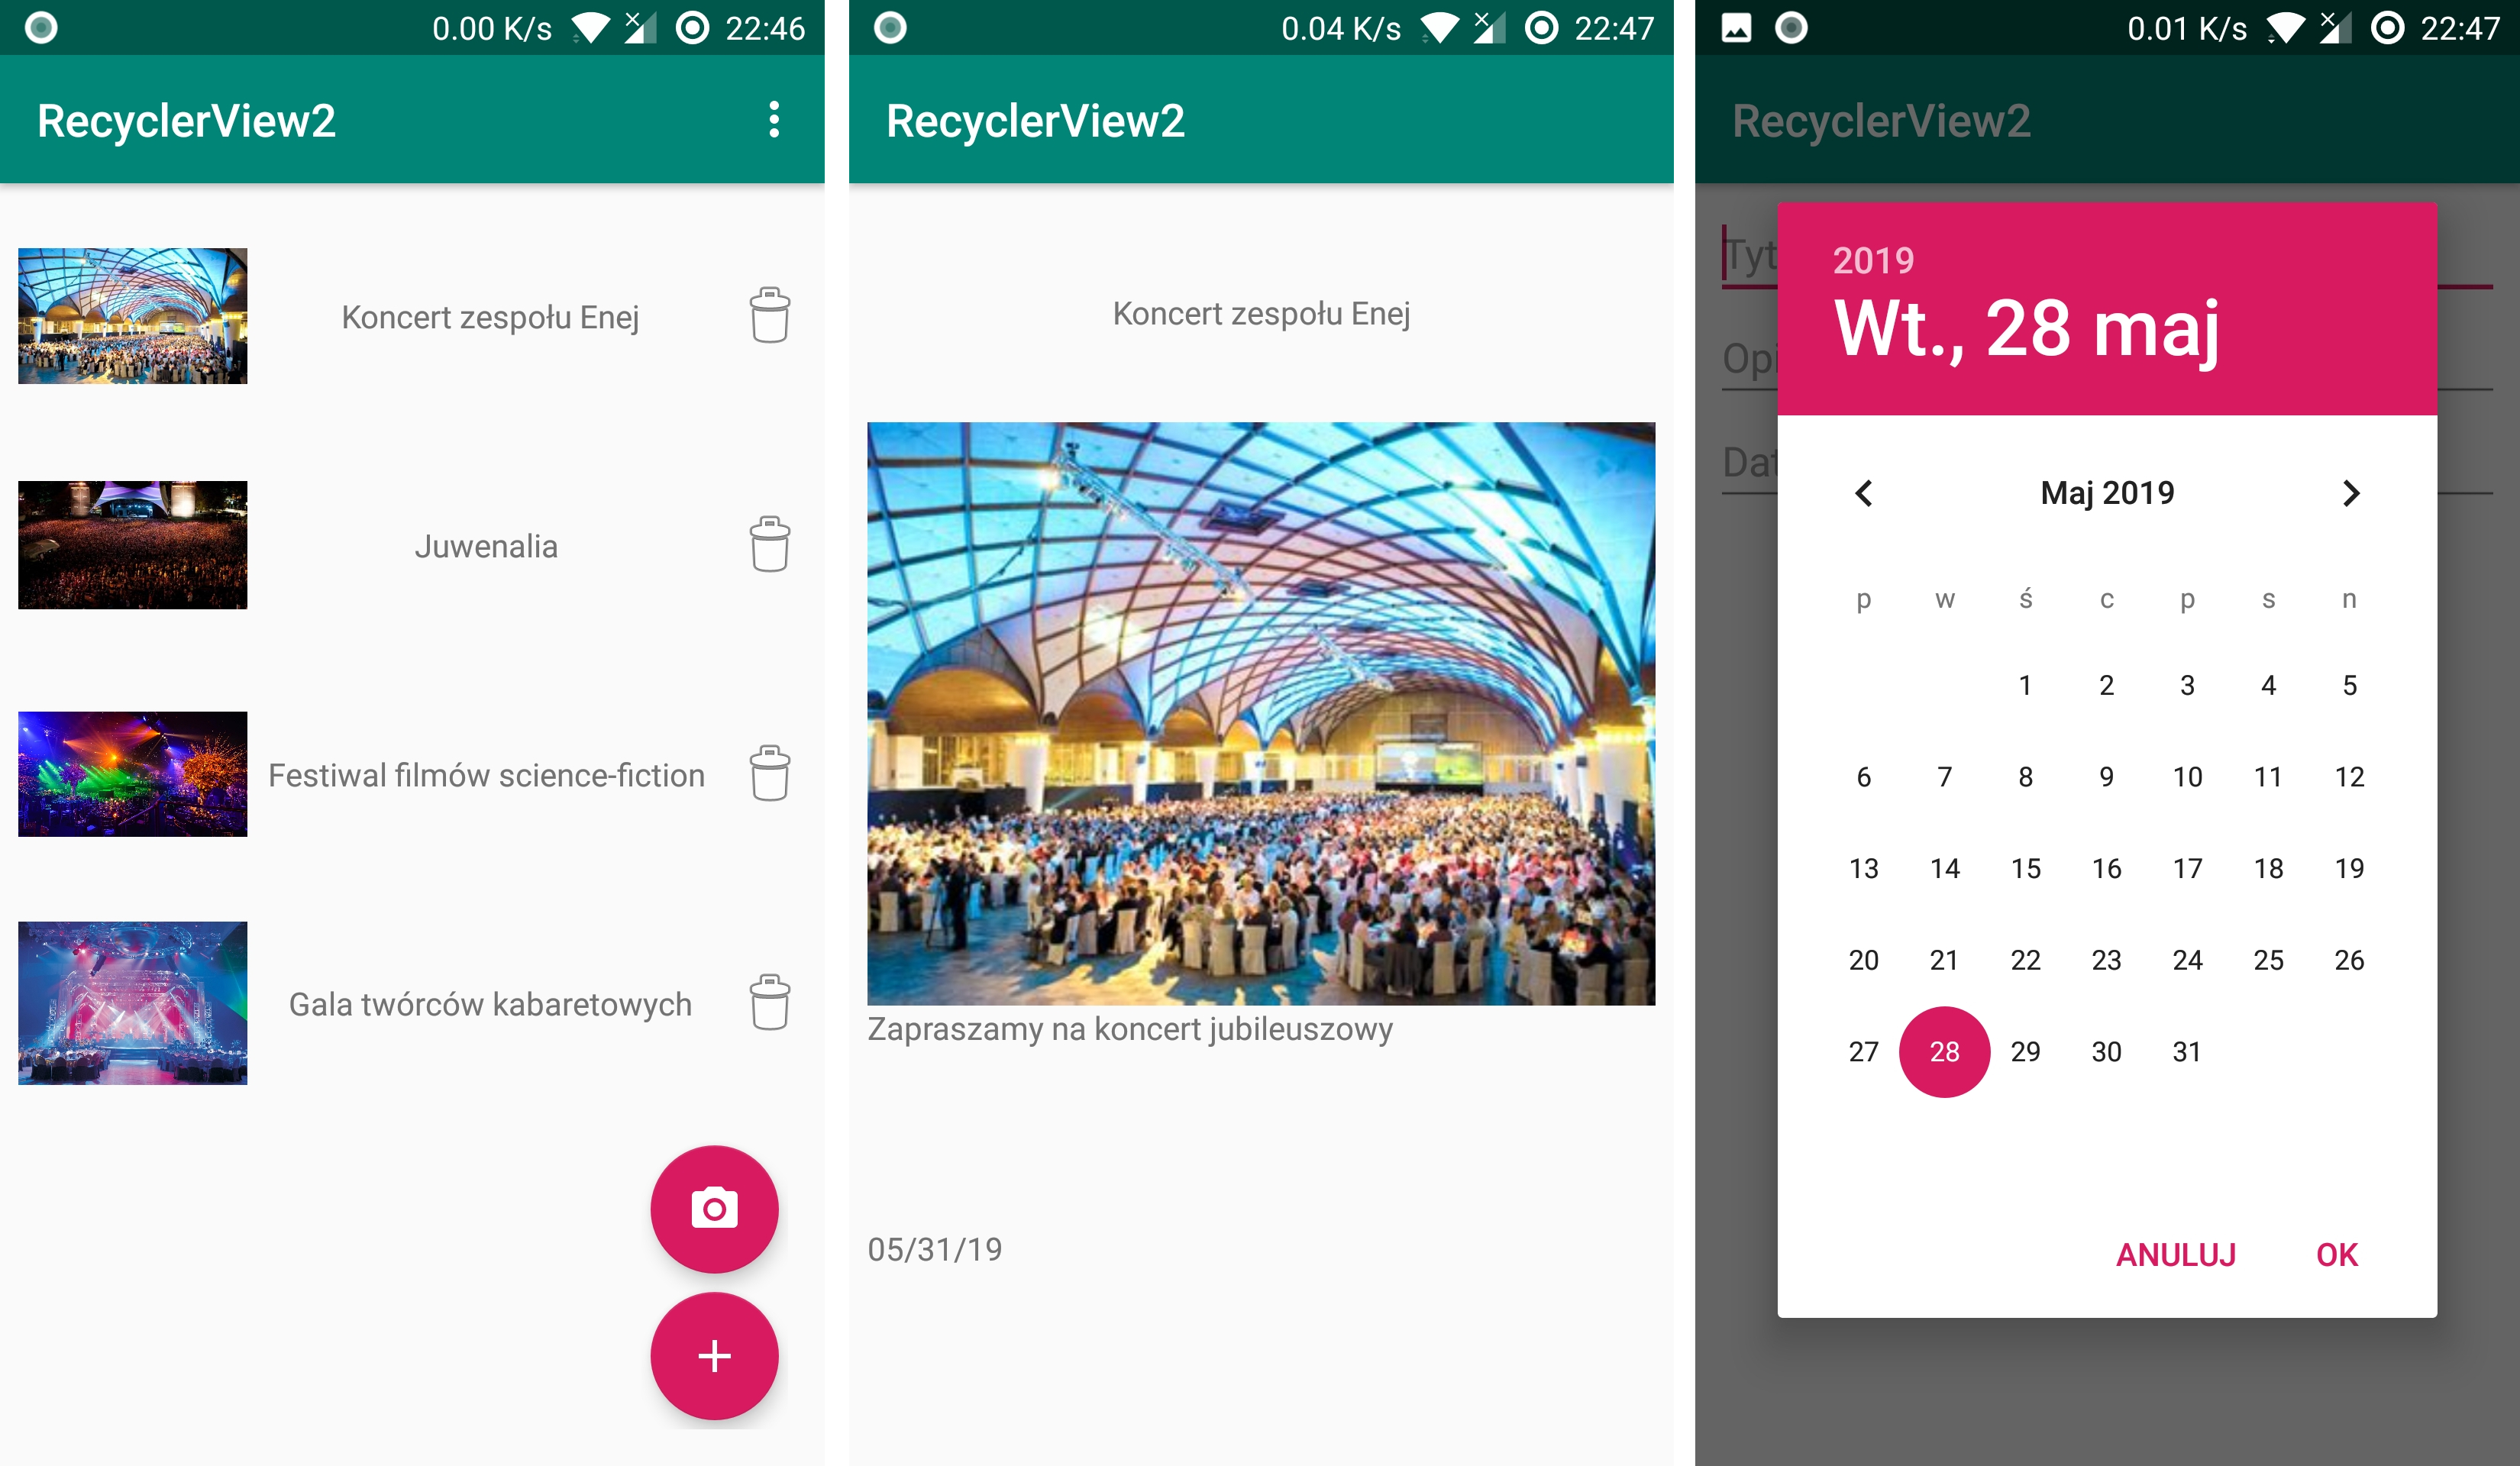 0.00 K/s 22:46
RecyclerView2
Koncert zespołu Enej
Juwenalia
Festiwal filmów science-fiction
Gala twórców kabaretowych
0.04 K/s 22:47
RecyclerView2
Koncert zespołu Enej
Zapraszamy na koncert jubileuszowy
05/31/19
0.01 K/s 22:47
RecyclerView2
Tyt
Opi
Dat
2019
Wt., 28 maj
Maj 2019
p w ś c p s n
1 2 3 4 5
6 7 8 9 10 11 12
13 14 15 16 17 18 19
20 21 22 23 24 25 26
27 28 29 30 31
ANULUJ OK